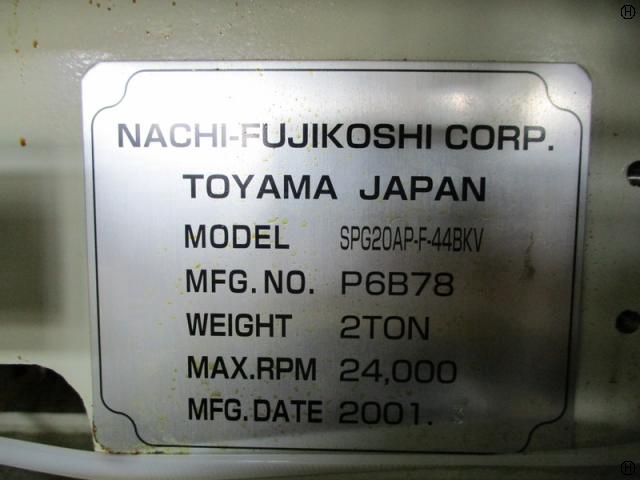 NACHI-FUJIKOSHI CORP.
TOYAMA JAPAN
MODEL SPG20AP-F-44BKV
MFG.NO. P6B78
WEIGHT 2TON
MAX.RPM 24,000
MFG.DATE 2001. 3
H
H